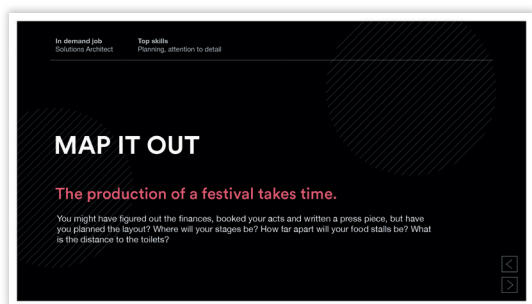 In demand job
Solutions Architect
Top skills
Planning, attention to detail
MAP IT OUT
The production of a festival takes time.
You might have figured out the finances, booked your acts and written a press piece, but have
you planned the layout? Where will your stages be? How far apart will your food stalls be? What
is the distance to the toilets?